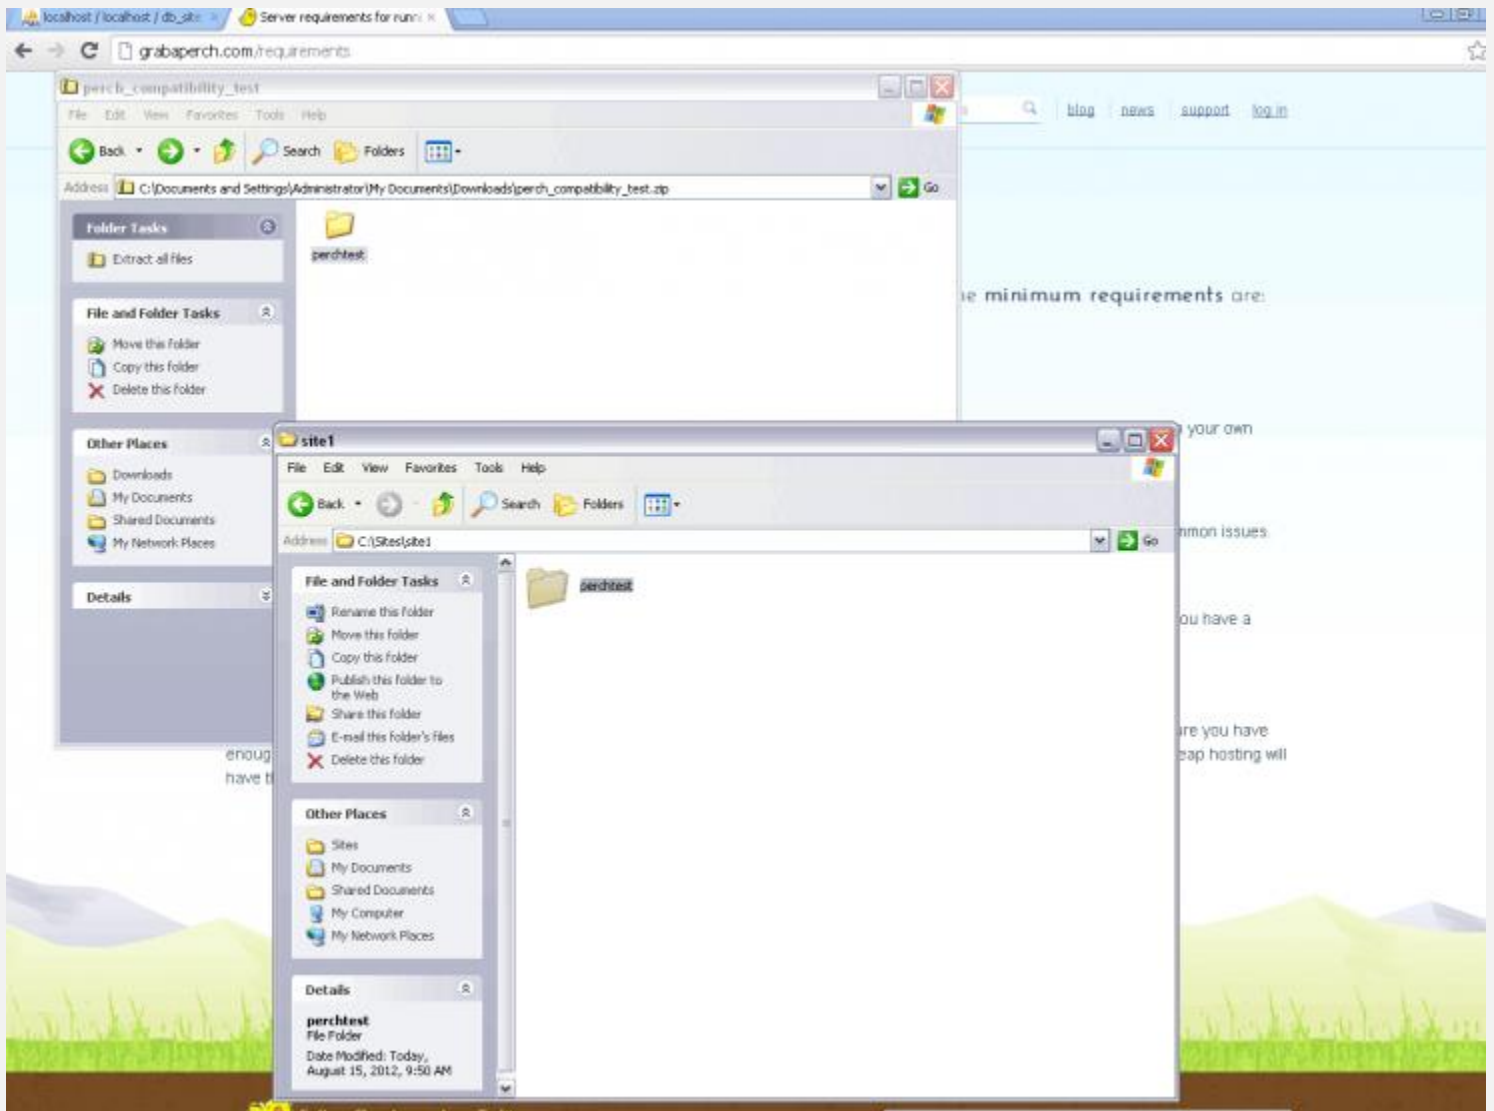 localhost / localhost / db_site
Server requirements for runni
grabaperch.com/requirements
perch_compatibility_test
File Edit View Favorites Tools Help
blog news support log in
Back Search Folders
Address C:\Documents and Settings\Administrator\My Documents\Downloads\perch_compatibility_test.zip Go
Folder Tasks
Extract all files
perchtest
File and Folder Tasks
Move this folder
Copy this folder
Delete this folder
minimum requirements are:
Other Places
Downloads
My Documents
Shared Documents
My Network Places
Details
your own
site1
File Edit View Favorites Tools Help
Back Search Folders
Address C:\Sites\site1 Go
issues
File and Folder Tasks
Rename this folder
Move this folder
Copy this folder
Publish this folder to
the Web
Share this folder
E-mail this folder's files
Delete this folder
perchtest
have a
you have
hosting will
enoug
have
Other Places
Sites
My Documents
Shared Documents
My Computer
My Network Places
Details
perchtest
File Folder
Date Modified: Today,
August 15, 2012, 9:50 AM